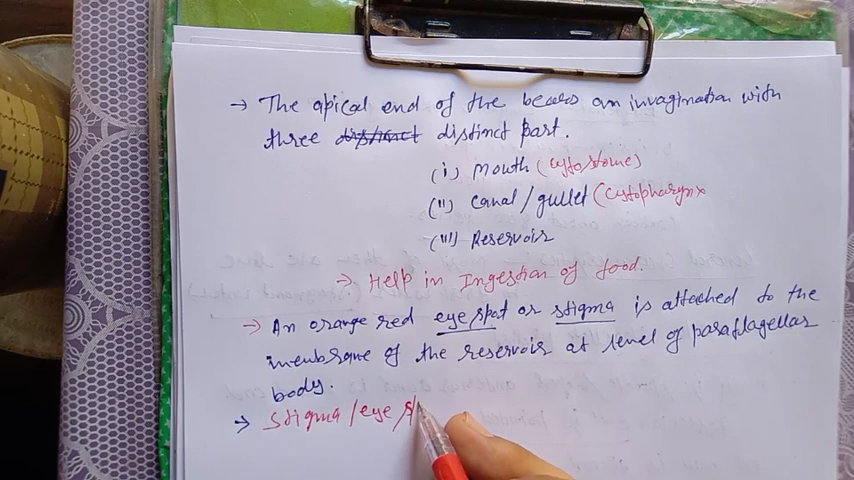 → The apical end of the bears an invagination with
three distinct distinct part.
(i) Mouth (cytostome)
(ii) Canal / gullet (cytopharynx
(iii) Reservoir
→ Help in Ingestion of food.
→ An orange red eye spot or stigma is attached to the
membrane of the reservoir at level of paraflagellar
body.
→ Stigma / eye s